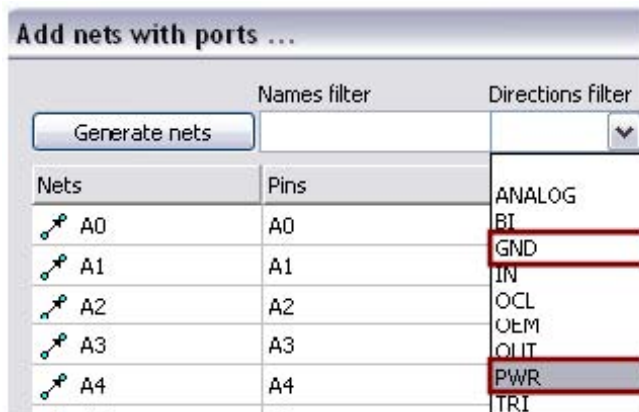 Add nets with ports ...
Names filter Directions filter
Generate nets
Nets Pins
ANALOG
A0 A0
BI
GND
A1 A1
IN
A2 A2
OCL
OEM
A3 A3
OUT
A4 A4
PWR
TRI